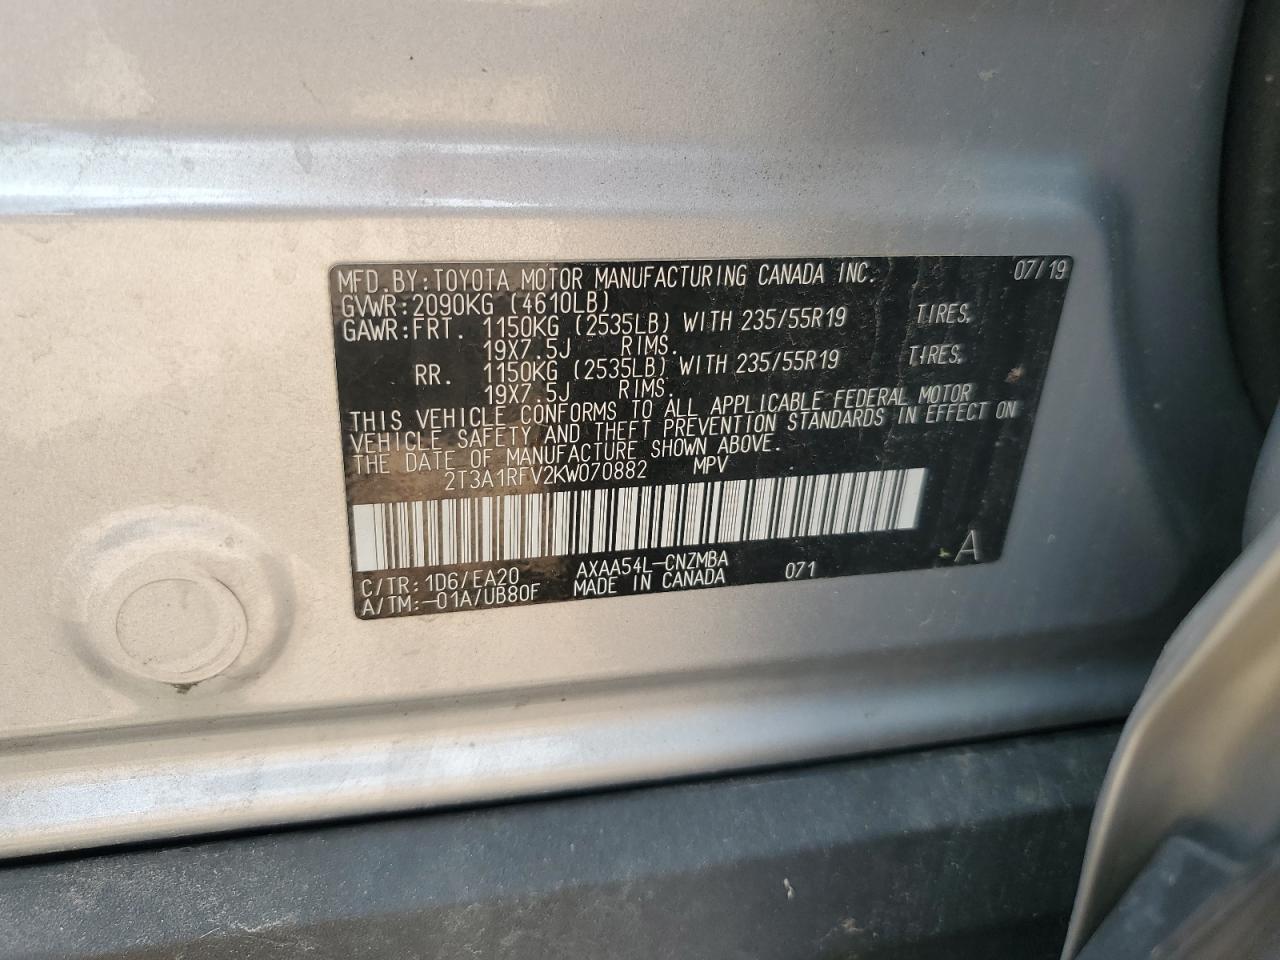 MFD.BY:TOYOTA MOTOR MANUFACTURING CANADA INC. 07/19
GVWR:2090KG (4610LB)
GAWR:FRT. 1150KG (2535LB) WITH 235/55R19 TIRES,
19X7.5J RIMS.
RR. 1150KG (2535LB) WITH 235/55R19 TIRES,
19X7.5J RIMS.
THIS VEHICLE CONFORMS TO ALL APPLICABLE FEDERAL MOTOR
VEHICLE SAFETY AND THEFT PREVENTION STANDARDS IN EFFECT ON
THE DATE OF MANUFACTURE SHOWN ABOVE.
2T3A1RFV2KW070882 MPV
C/TR:1D6/EA20 AXAA54L-CNZMBA 071 A
A/TM:-01A/UB80F MADE IN CANADA